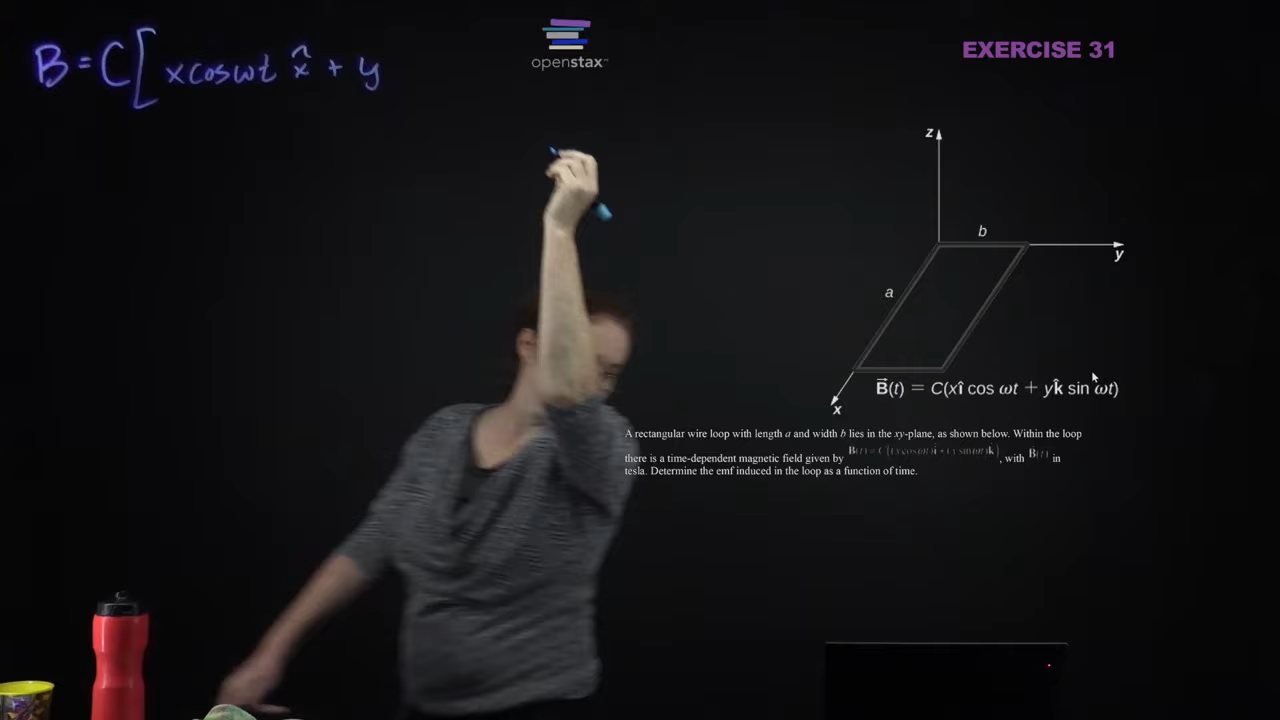 B = C[ x cos ωt x̂ + y
openstax™
EXERCISE 31
z
b
y
a
x
B⃗(t) = C(xî cos ωt + yk̂ sin ωt)
A rectangular wire loop with length a and width b lies in the xy-plane, as shown below. Within the loop
there is a time-dependent magnetic field given by , with B(t) in
tesla. Determine the emf induced in the loop as a function of time.